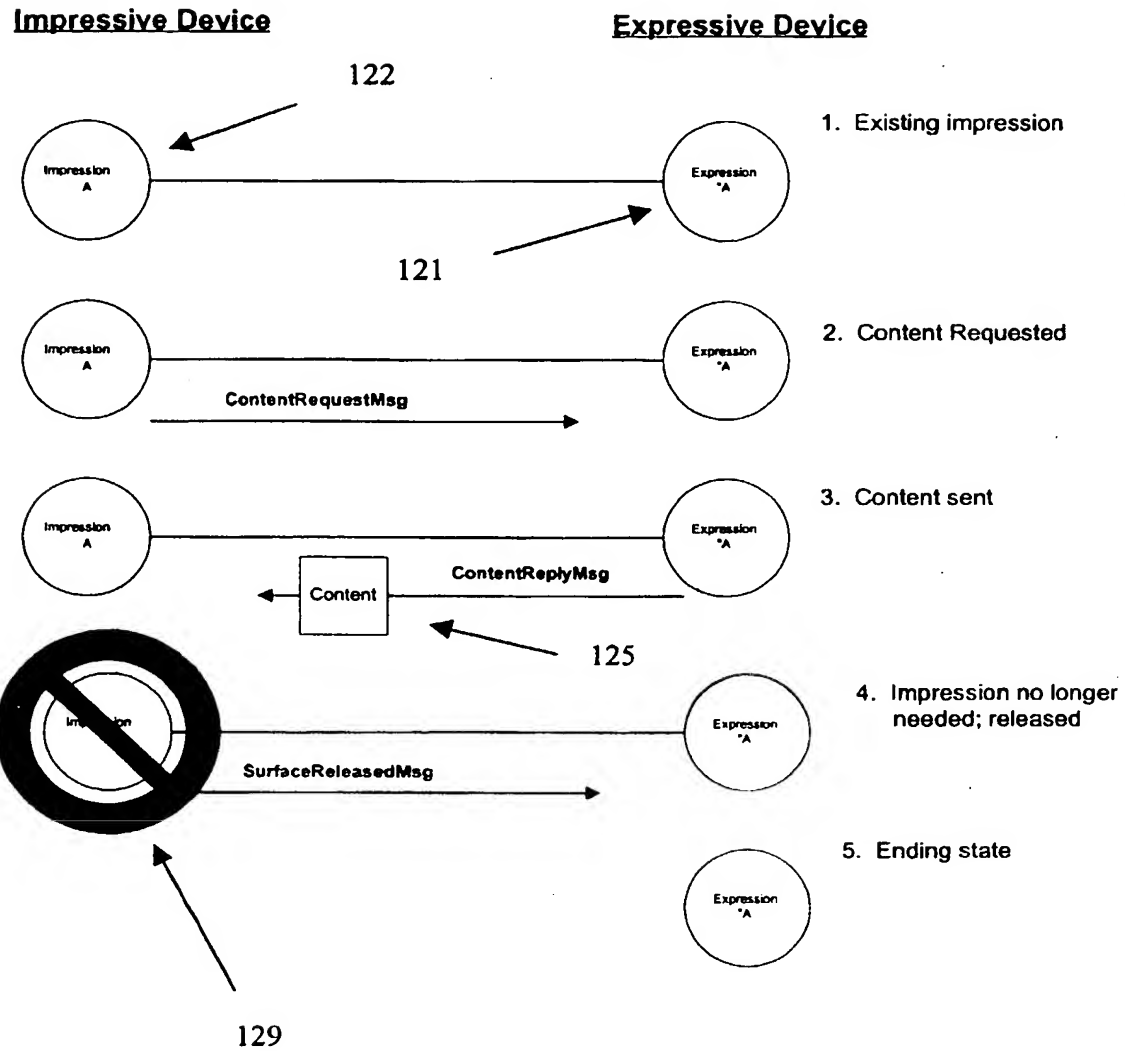 Impressive Device
Expressive Device
122
1. Existing impression
Impression
A
Expression
*A
121
2. Content Requested
Impression
A
Expression
*A
ContentRequestMsg
3. Content sent
Impression
A
Expression
*A
ContentReplyMsg
Content
125
4. Impression no longer
needed; released
Expression
*A
SurfaceReleasedMsg
5. Ending state
Expression
*A
129